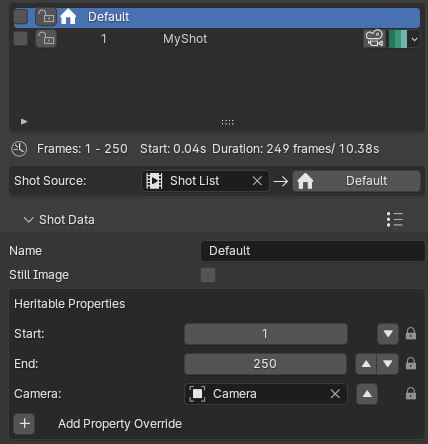 Default
1 MyShot
Frames: 1 - 250 Start: 0.04s Duration: 249 frames/ 10.38s
Shot Source: Shot List Default
Shot Data
Name Default
Still Image
Heritable Properties
Start: 1
End: 250
Camera: Camera
Add Property Override